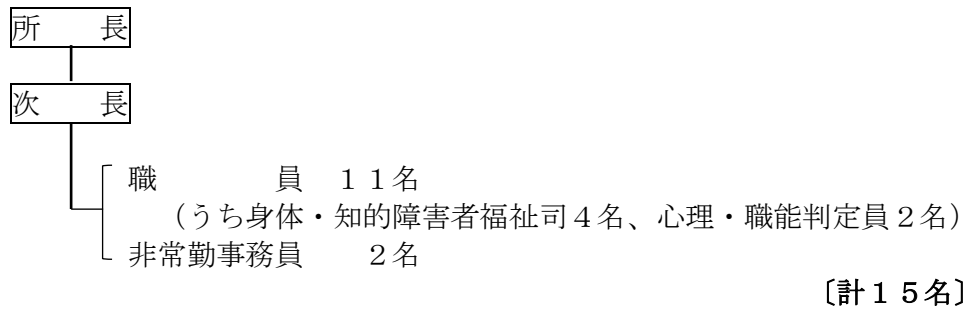 所　　長
次　　長
職　　　　員　１１名
（うち身体・知的障害者福祉司４名、心理・職能判定員２名）
非常勤事務員　　２名
〔計１５名〕